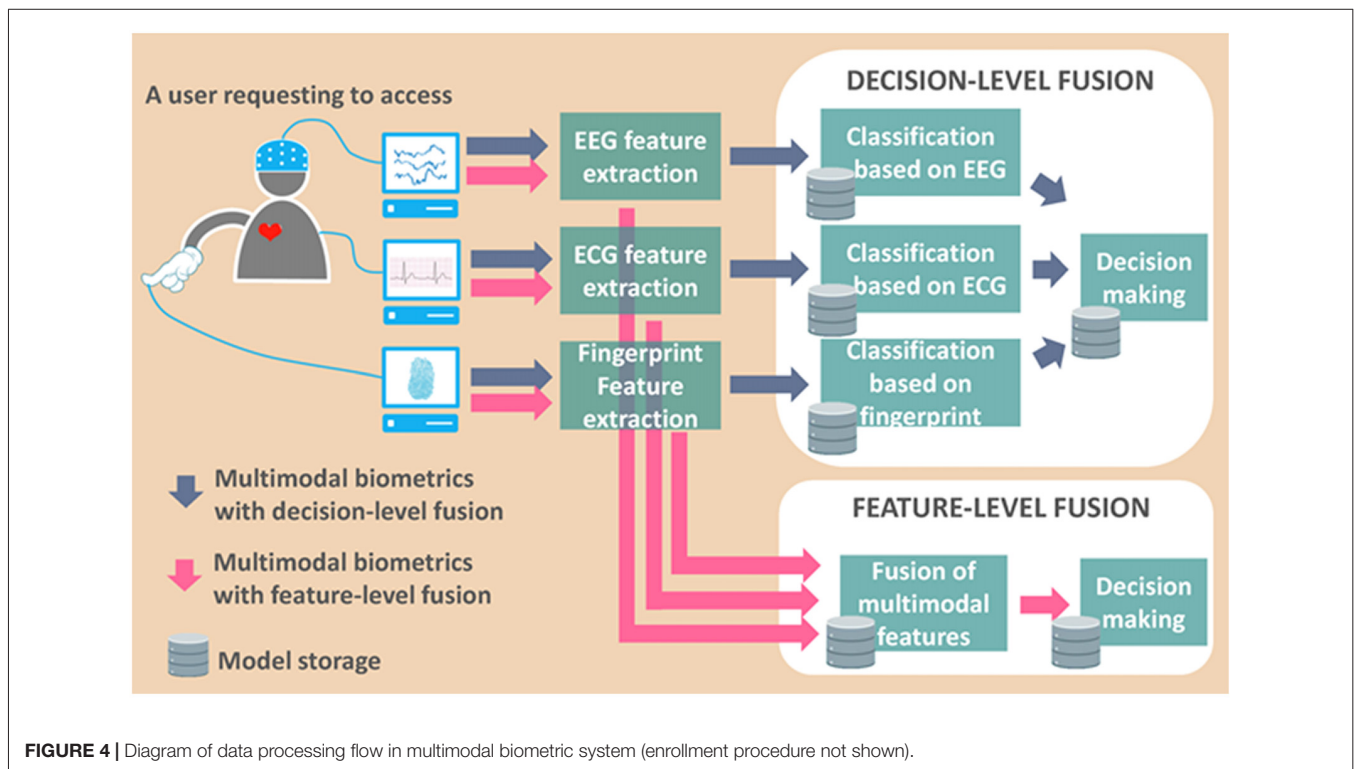 A user requesting to access
EEG feature
extraction
ECG feature
extraction
Fingerprint
Feature
extraction
DECISION-LEVEL FUSION
Classification
based on EEG
Classification
based on ECG
Classification
based on
fingerprint
Decision
making
Multimodal biometrics
with decision-level fusion
Multimodal biometrics
with feature-level fusion
Model storage
FEATURE-LEVEL FUSION
Fusion of
multimodal
features
Decision
making
FIGURE 4 | Diagram of data processing flow in multimodal biometric system (enrollment procedure not shown).